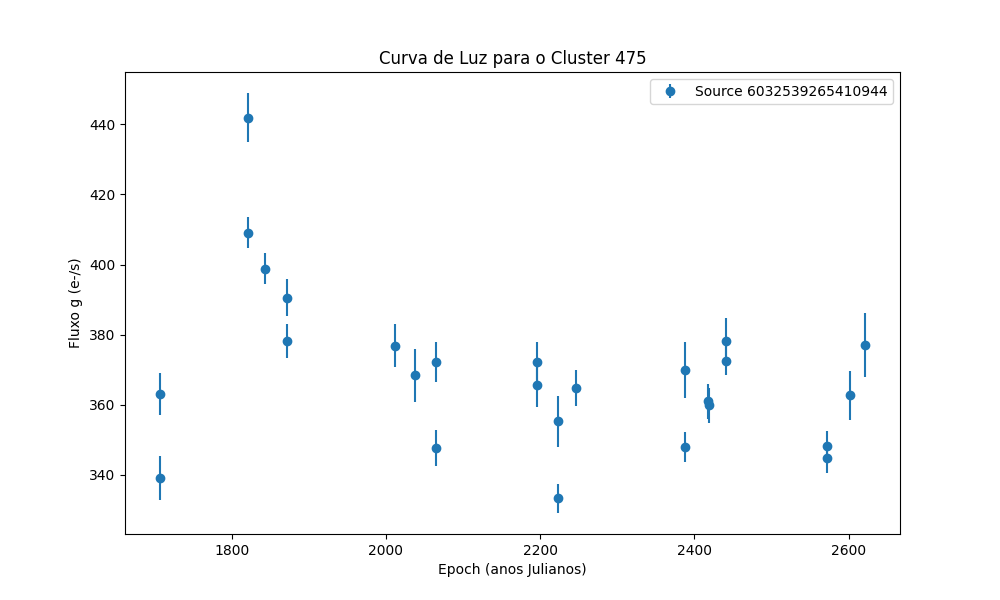 Curva de Luz para o Cluster 475
Source 6032539265410944
Fluxo g (e-/s)
440
420
400
380
360
340
1800
2000
2200
2400
2600
Epoch (anos Julianos)